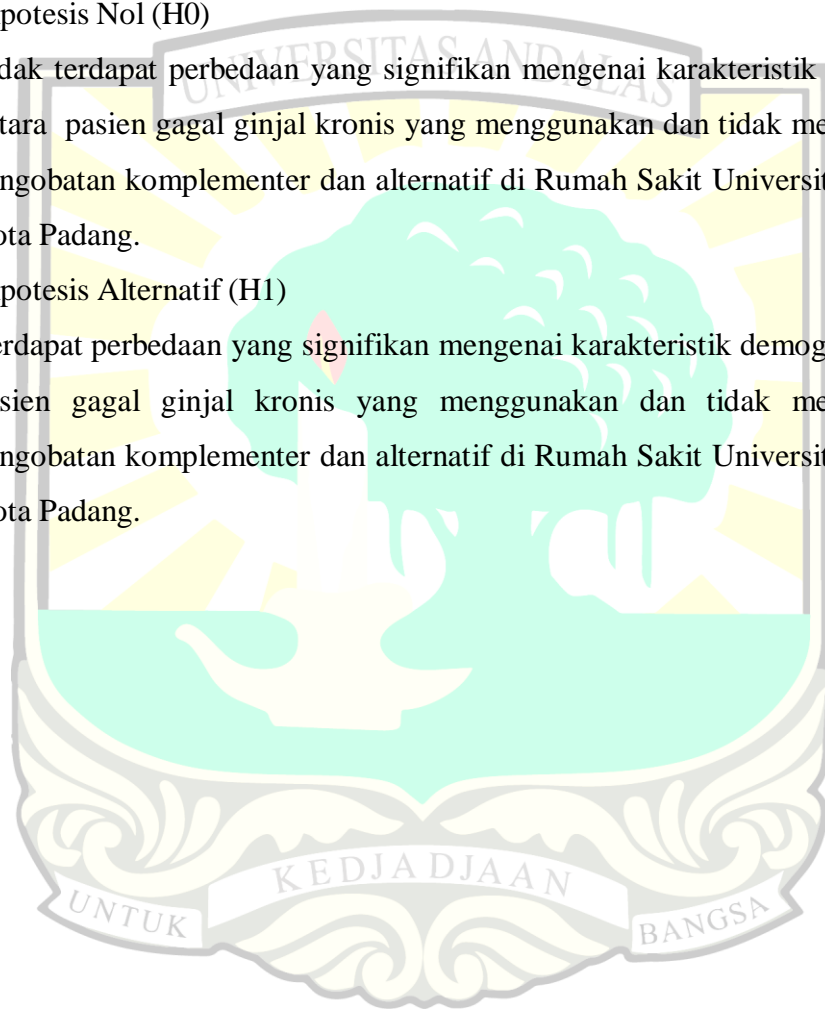 potesis Nol (H0)
UNIVERSITAS ANDALAS
dak terdapat perbedaan yang signifikan mengenai karakteristik
tara pasien gagal ginjal kronis yang menggunakan dan tidak me
ngobatan komplementer dan alternatif di Rumah Sakit Universit
ota Padang.
potesis Alternatif (H1)
erdapat perbedaan yang signifikan mengenai karakteristik demog
sien gagal ginjal kronis yang menggunakan dan tidak me
ngobatan komplementer dan alternatif di Rumah Sakit Universit
ota Padang.
UNTUK KEDJADJAAN BANGSA